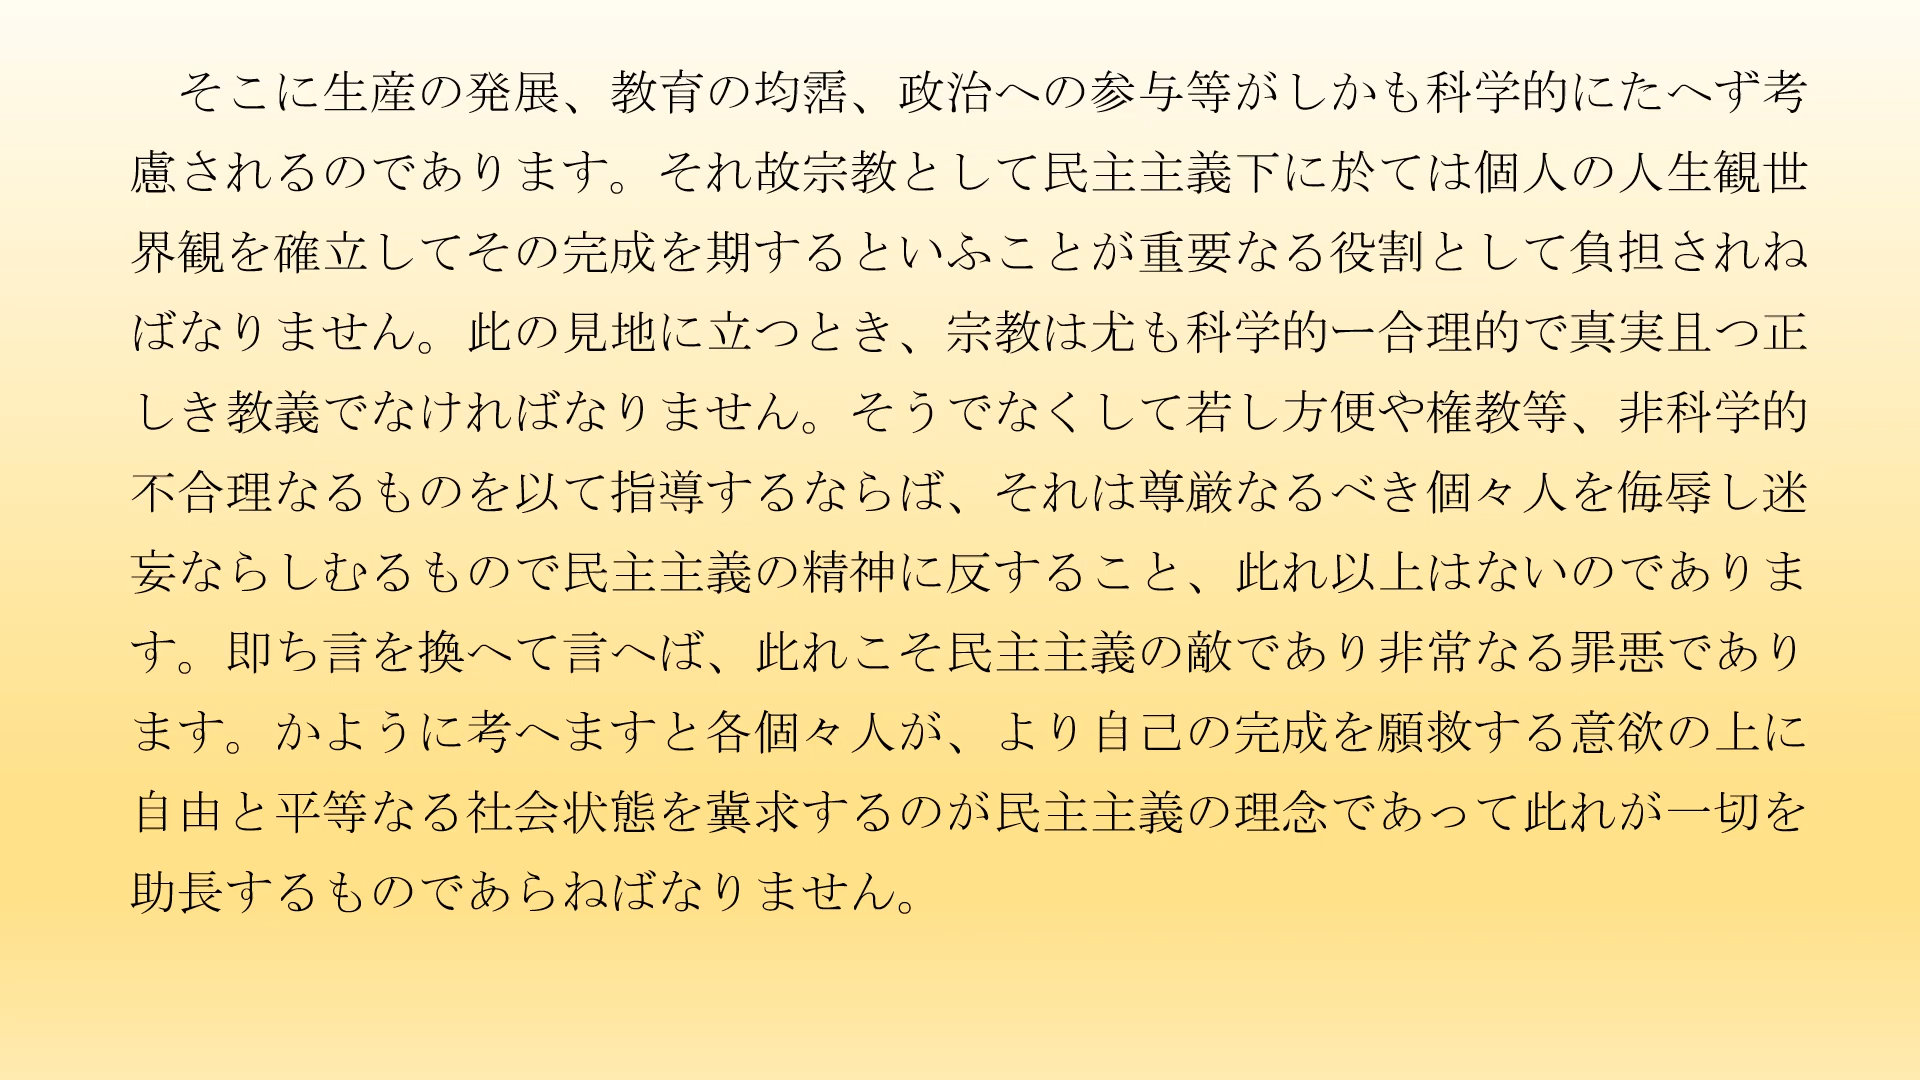 そこに生産の発展、教育の均霑、政治への参与等がしかも科学的にたへず考
慮されるのであります。それ故宗教として民主主義下に於ては個人の人生観世
界観を確立してその完成を期するといふことが重要なる役割として負担されね
ばなりません。此の見地に立つとき、宗教は尤も科学的ー合理的で真実且つ正
しき教義でなければなりません。そうでなくして若し方便や権教等、非科学的
不合理なるものを以て指導するならば、それは尊厳なるべき個々人を侮辱し迷
妄ならしむるもので民主主義の精神に反すること、此れ以上はないのでありま
す。即ち言を換へて言へば、此れこそ民主主義の敵であり非常なる罪悪であり
ます。かように考へますと各個々人が、より自己の完成を願救する意欲の上に
自由と平等なる社会状態を冀求するのが民主主義の理念であって此れが一切を
助長するものであらねばなりません。